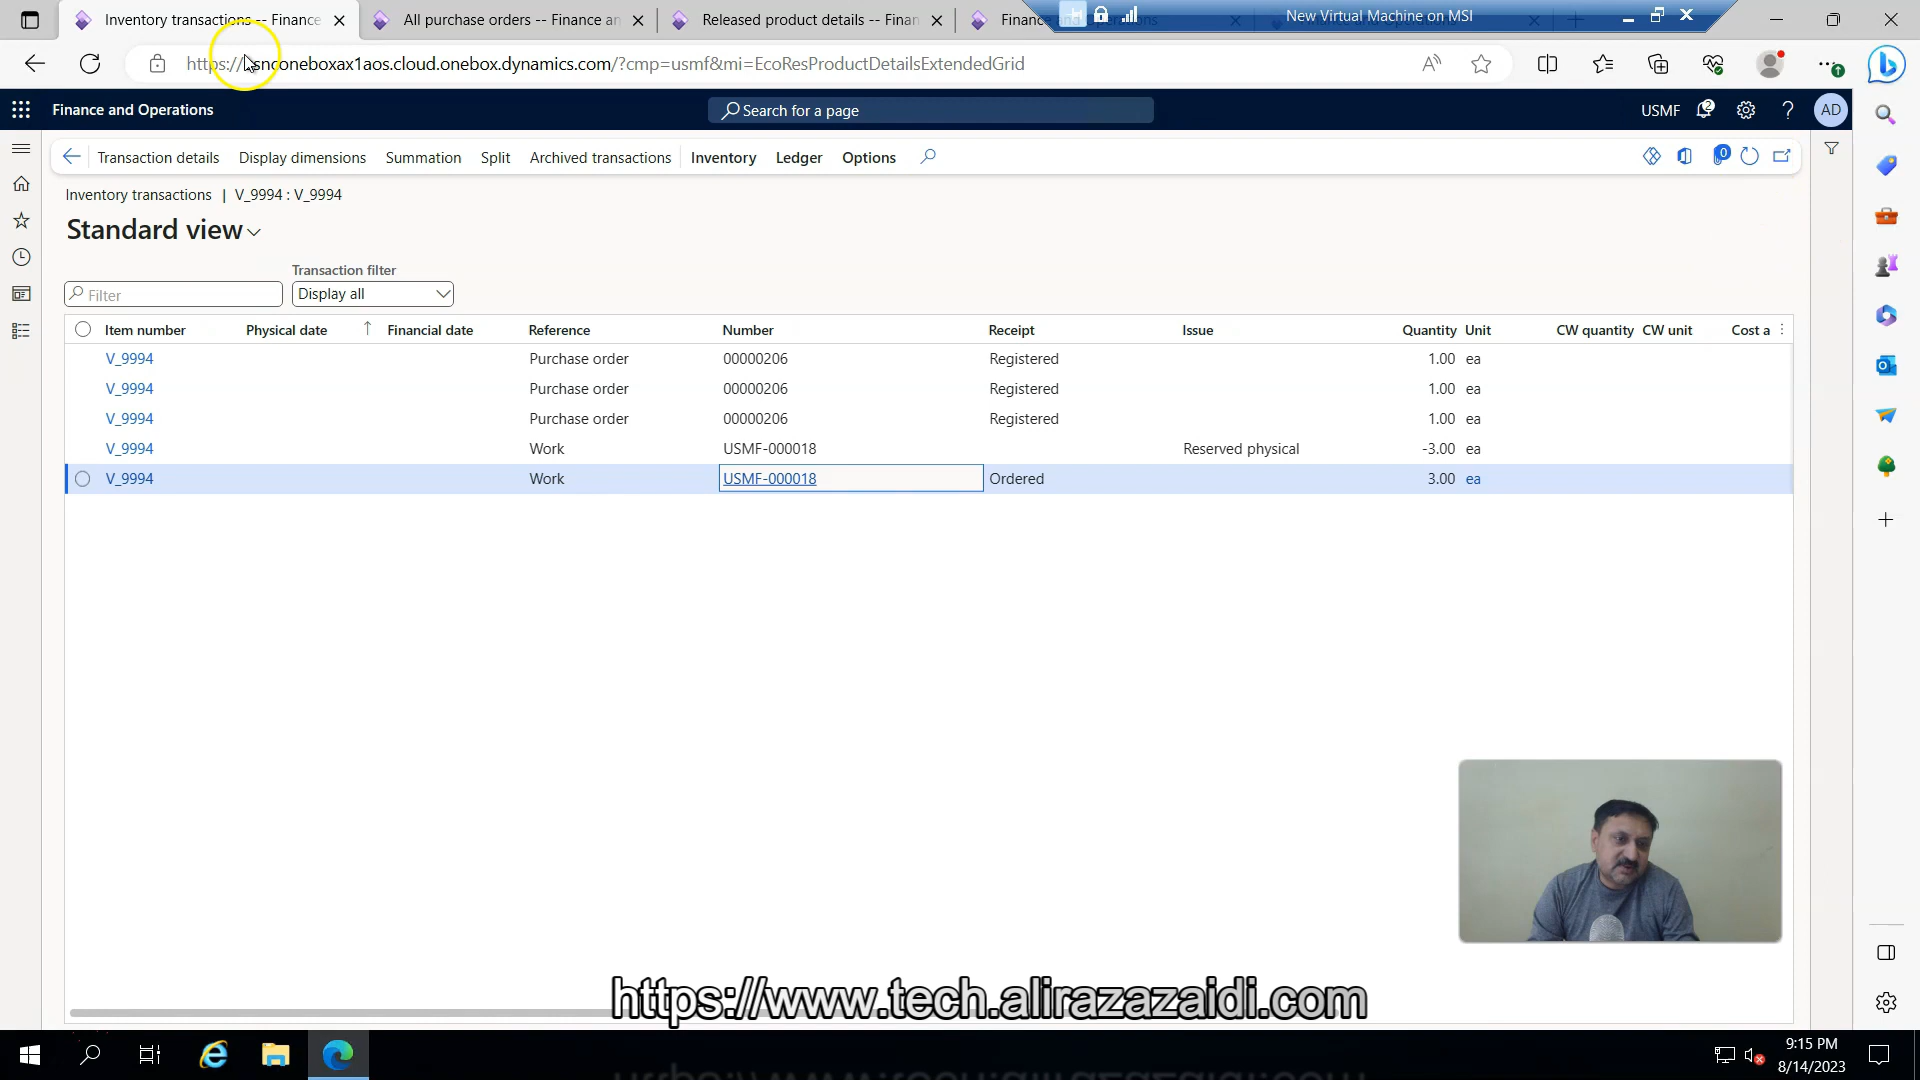 Inventory transactions -- Finance
All purchase orders -- Finance an
Released product details -- Finan
New Virtual Machine on MSI
oneboxax1aos.cloud.onebox.dynamics.com/?cmp=usmf&mi=EcoResProductDetailsExtendedGrid
Finance and Operations
Search for a page
USMF
2
AD
Transaction details
Display dimensions
Summation
Split
Archived transactions
Inventory
Ledger
Options
0
Inventory transactions | V_9994 : V_9994
Standard view
Transaction filter
Filter
Display all
Item number Physical date Financial date Reference Number Receipt Issue Quantity Unit CW quantity CW unit Cost a
V_9994 Purchase order 00000206 Registered 1.00 ea
V_9994 Purchase order 00000206 Registered 1.00 ea
V_9994 Purchase order 00000206 Registered 1.00 ea
V_9994 Work USMF-000018 Reserved physical -3.00 ea
V_9994 Work USMF-000018 Ordered 3.00 ea
https://www.tech.alirazazaidi.com
9:15 PM
8/14/2023